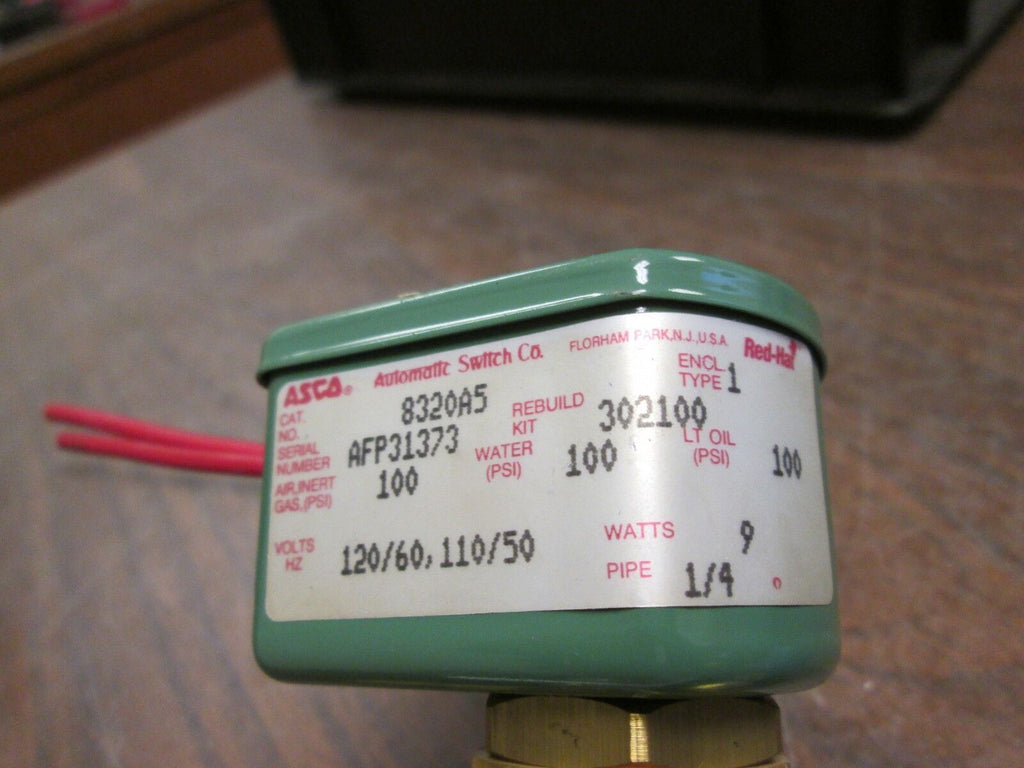 ASCO® Automatic Switch Co. FLORHAM PARK, N.J., U.S.A. Red-Hat
CAT. NO. 8320A5 REBUILD KIT 302100 ENCL. TYPE 1
SERIAL NUMBER AFP31373 WATER (PSI) 100 LT OIL (PSI) 100
AIR, INERT GAS, (PSI) 100
VOLTS HZ 120/60, 110/50 WATTS 9
PIPE 1/4